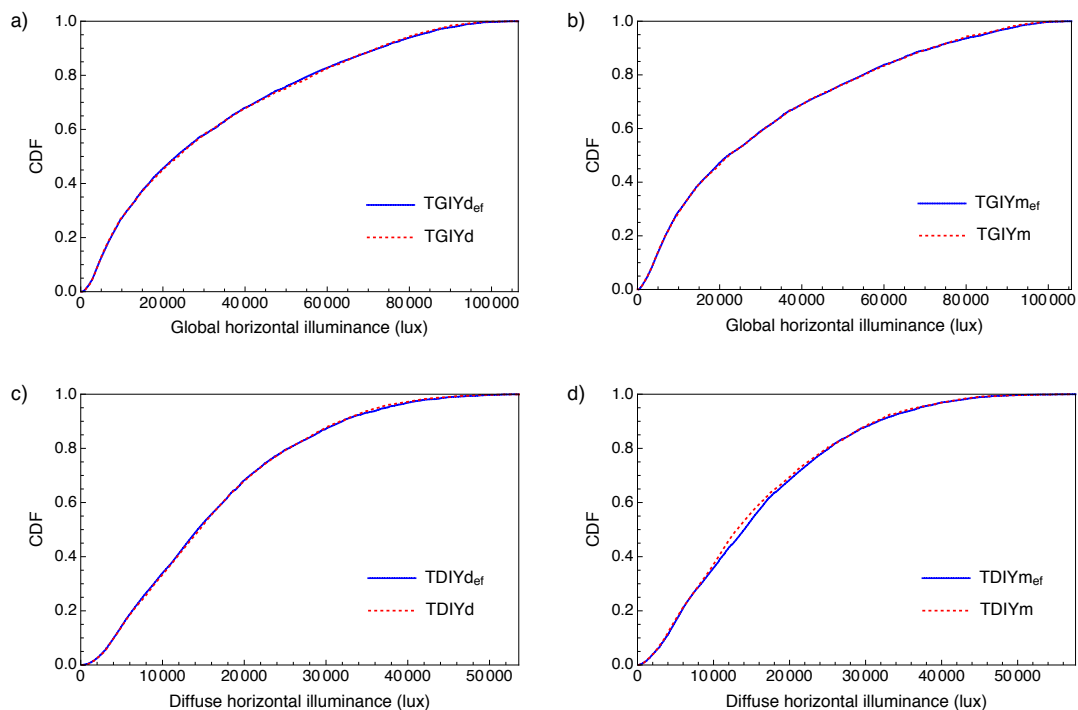 a)
1.0
0.8
0.6
0.4
0.2
0.0
CDF
0
20 000
40 000
60 000
80 000
100 000
Global horizontal illuminance (lux)
TGIYdef
TGIYd
b)
1.0
0.8
0.6
0.4
0.2
0.0
CDF
0
20 000
40 000
60 000
80 000
100 000
Global horizontal illuminance (lux)
TGIYmef
TGIYm
c)
1.0
0.8
0.6
0.4
0.2
0.0
CDF
0
10 000
20 000
30 000
40 000
50 000
Diffuse horizontal illuminance (lux)
TDIYdef
TDIYd
d)
1.0
0.8
0.6
0.4
0.2
0.0
CDF
0
10 000
20 000
30 000
40 000
50 000
Diffuse horizontal illuminance (lux)
TDIYmef
TDIYm